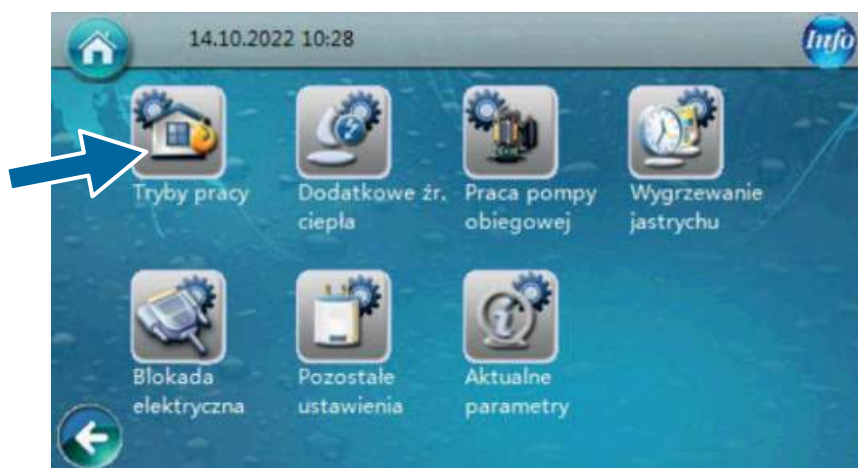 14.10.2022 10:28
Info
Tryby pracy
Dodatkowe źr.
ciepła
Praca pompy
obiegowej
Wygrzewanie
jastrychu
Blokada
elektryczna
Pozostałe
ustawienia
Aktualne
parametry